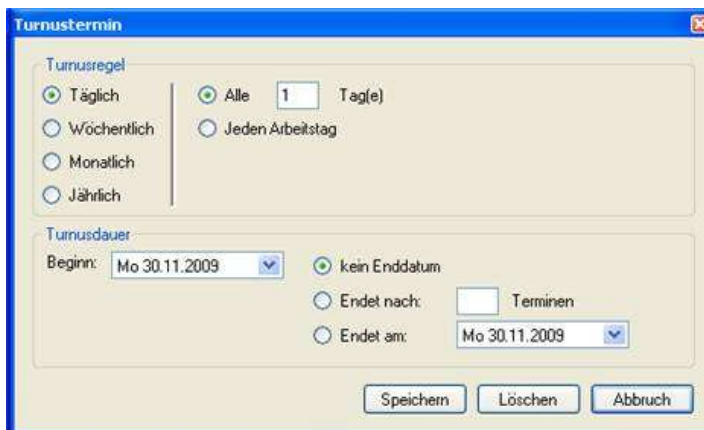 Turnustermin
Turnusregel
Täglich
Alle 1 Tag(e)
Wöchentlich
Jeden Arbeitstag
Monatlich
Jährlich
Turnusdauer
Beginn: Mo 30.11.2009
kein Enddatum
Endet nach: Terminen
Endet am: Mo 30.11.2009
Speichern Löschen Abbruch